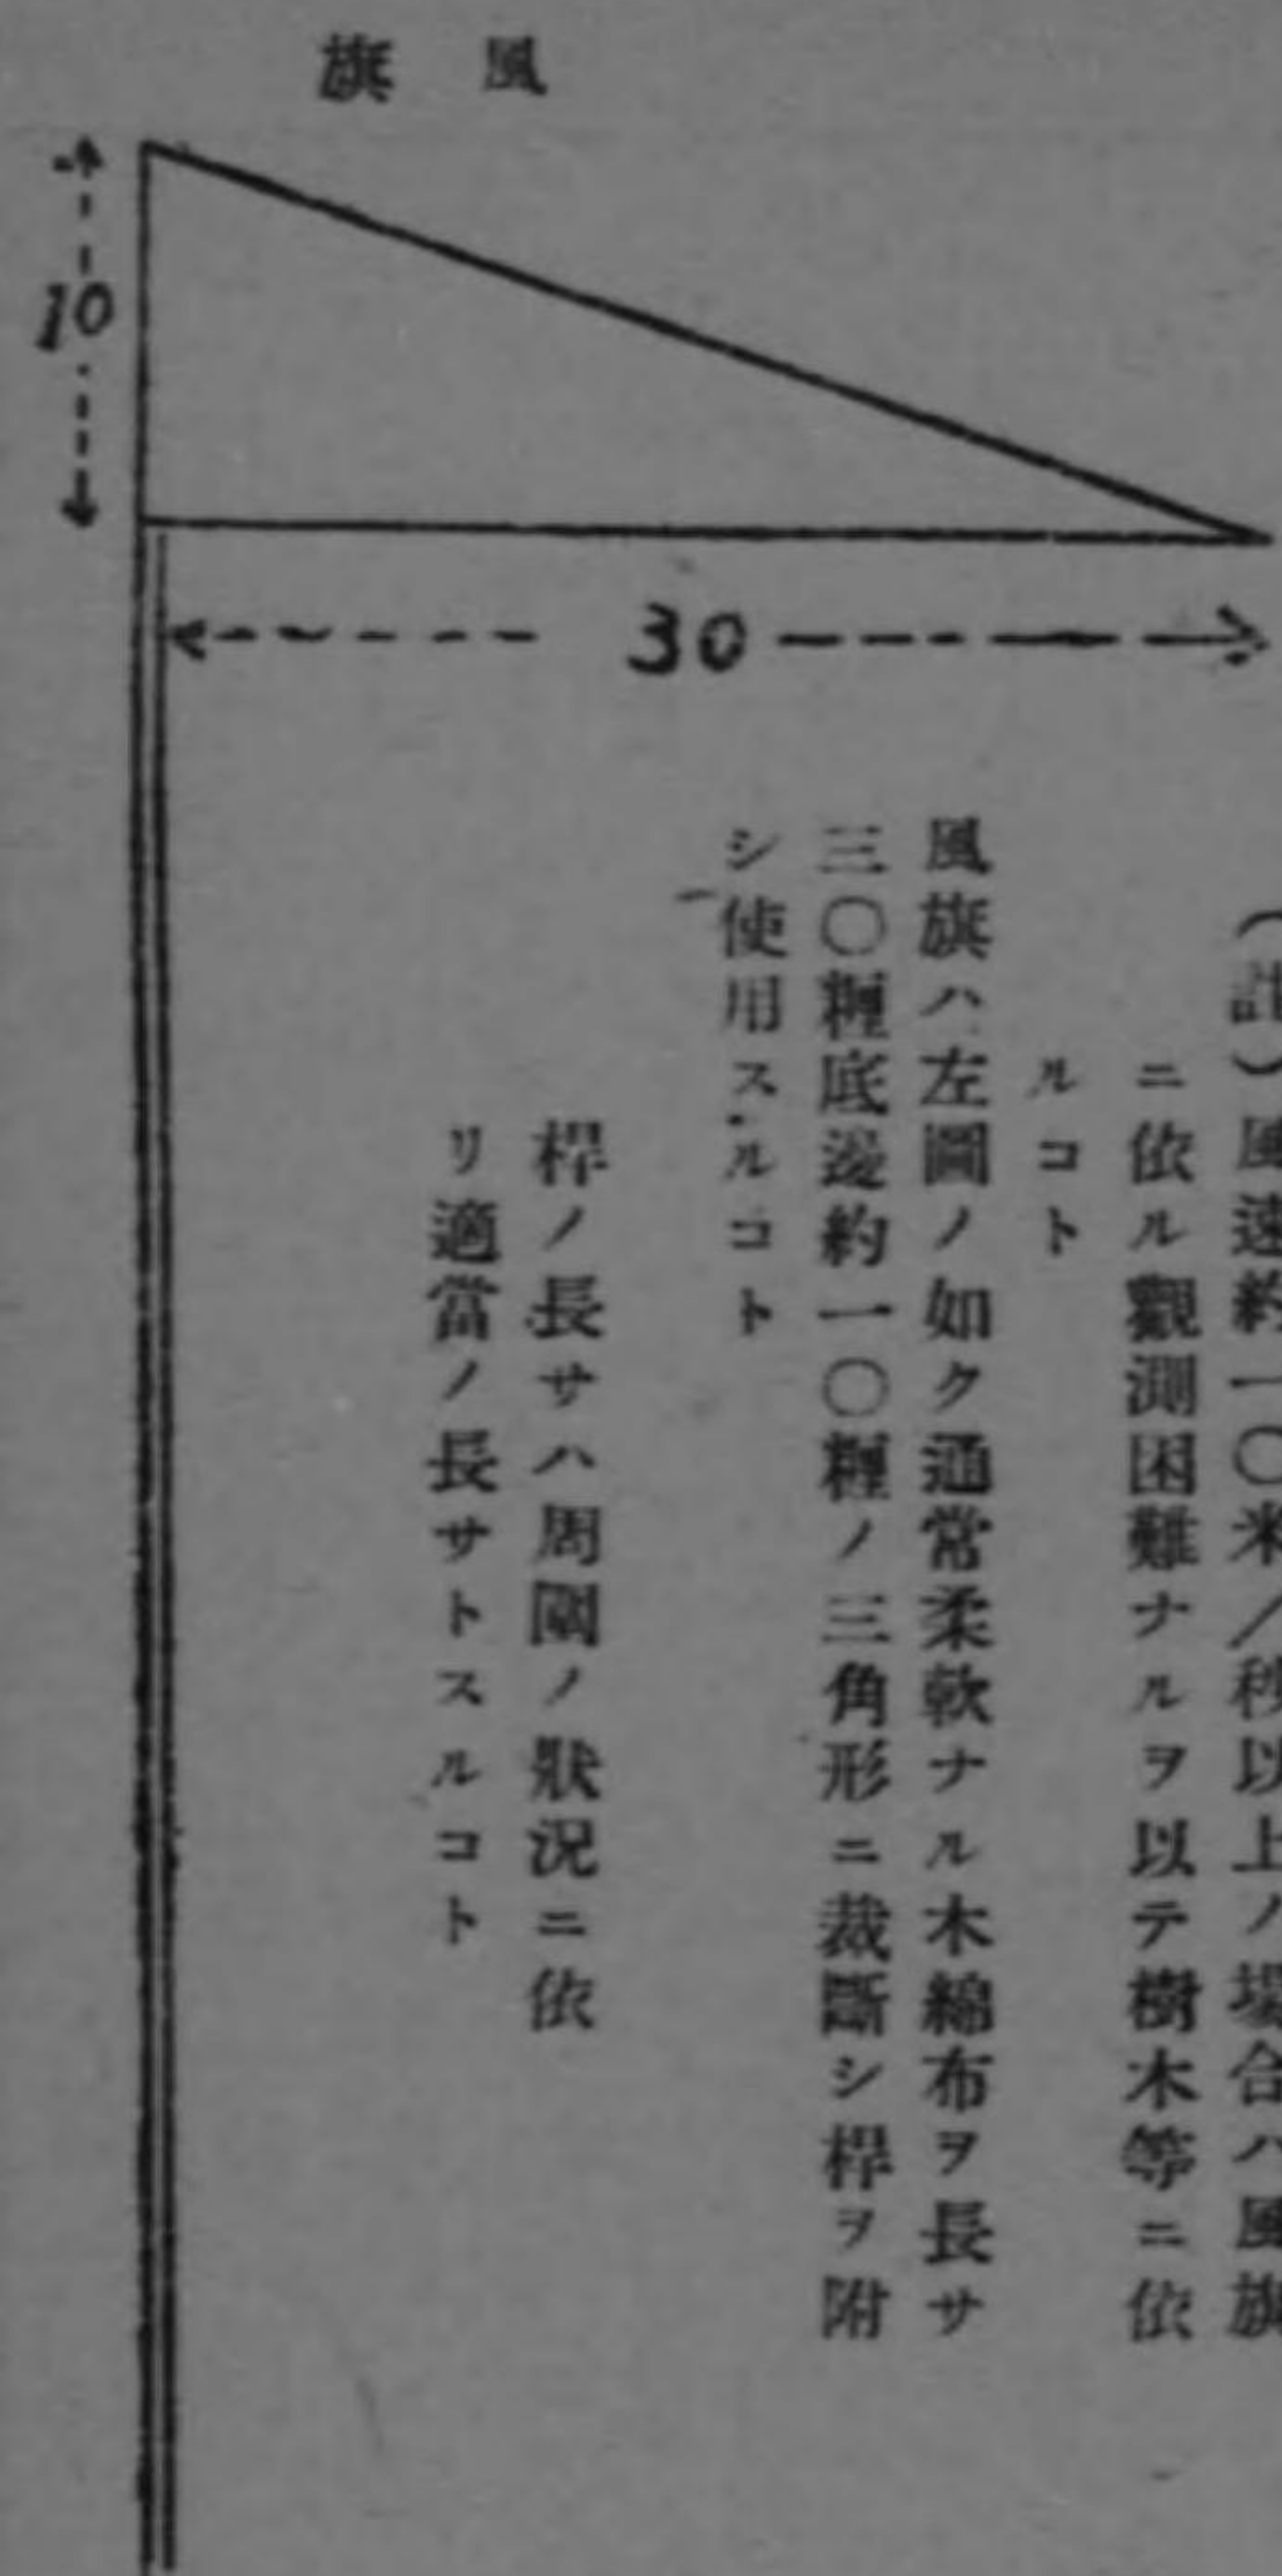 (註)風速約一〇米/秒以上ノ場合ハ風旗
ニ依ル觀測困難ナルヲ以テ樹木等ニ依
ルコト
風旗ハ左圖ノ如ク通常柔軟ナル木綿布ヲ長サ
三〇糎底邊約一〇糎ノ三角形ニ裁斷シ桿ヲ附
シ使用スルコト
風旗
10
30
桿ノ長サハ周圍ノ狀況ニ依
リ適當ノ長サトスルコト